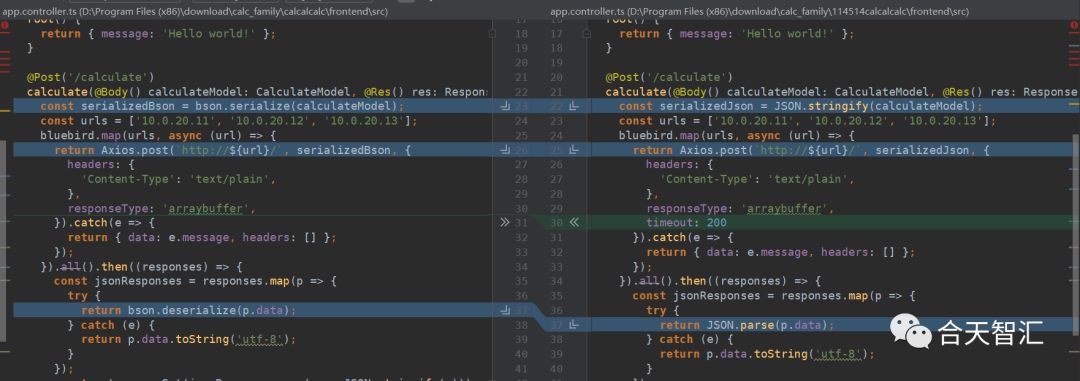 app.controller.ts (D:\Program Files (x86)\download\calc_family\calcalcalc\frontend\src)
root() {
return { message: 'Hello world!' };
}
@Post('/calculate')
calculate(@Body() calculateModel: CalculateModel, @Res() res: Response
const serializedBson = bson.serialize(calculateModel);
const urls = ['10.0.20.11', '10.0.20.12', '10.0.20.13'];
bluebird.map(urls, async (url) => {
return Axios.post(`http://${url}/`, serializedBson, {
headers: {
'Content-Type': 'text/plain',
},
responseType: 'arraybuffer',
}).catch(e => {
return { data: e.message, headers: [] };
});
}).all().then((responses) => {
const jsonResponses = responses.map(p => {
try {
return bson.deserialize(p.data);
} catch (e) {
return p.data.toString('utf-8');
}
});
17
18
19
20
21
22
23
24
25
26
27
28
29
30
31
32
33
34
35
36
37
38
39
40
41
16
17
18
19
20
21
22
23
24
25
26
27
28
29
30
31
32
33
34
35
36
37
38
39
40
app.controller.ts (D:\Program Files (x86)\download\calc_family\114514calcalcalc\frontend\src)
root() {
return { message: 'Hello world!' };
}
@Post('/calculate')
calculate(@Body() calculateModel: CalculateModel, @Res() res: Respons
const serializedJson = JSON.stringify(calculateModel);
const urls = ['10.0.20.11', '10.0.20.12', '10.0.20.13'];
bluebird.map(urls, async (url) => {
return Axios.post(`http://${url}/`, serializedJson, {
headers: {
'Content-Type': 'text/plain',
},
responseType: 'arraybuffer',
timeout: 200
}).catch(e => {
return { data: e.message, headers: [] };
});
}).all().then((responses) => {
const jsonResponses = responses.map(p => {
try {
return JSON.parse(p.data);
} catch (e) {
return p.data.toString('utf-8');
}
合天智汇